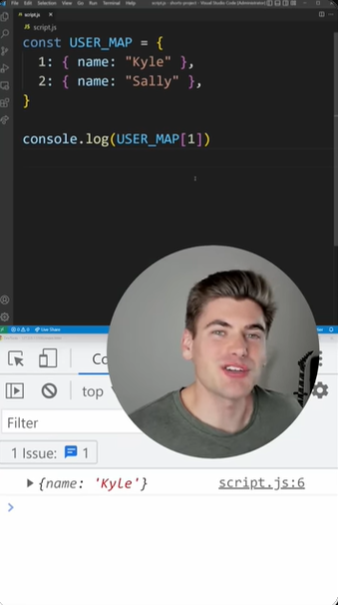 File Edit Selection View Go Run Terminal Help
script.js - shorts-project - Visual Studio Code [Administrator]
script.js
script.js
const USER_MAP = {
1: { name: "Kyle" },
2: { name: "Sally" },
}
console.log(USER_MAP[1])
Live Share
Co
top
Filter
1 Issue: 1
{name: 'Kyle'}
script.js:6